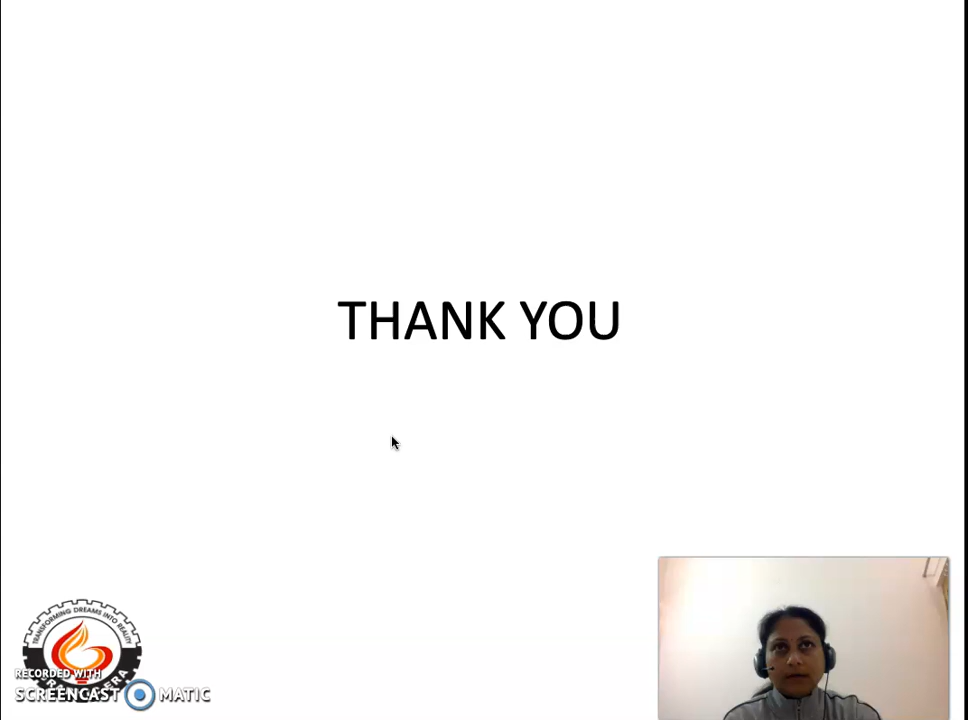 THANK YOU
TRANSFORMING DREAMS INTO REALITY
RECORDED WITH
SCREENCAST MATIC